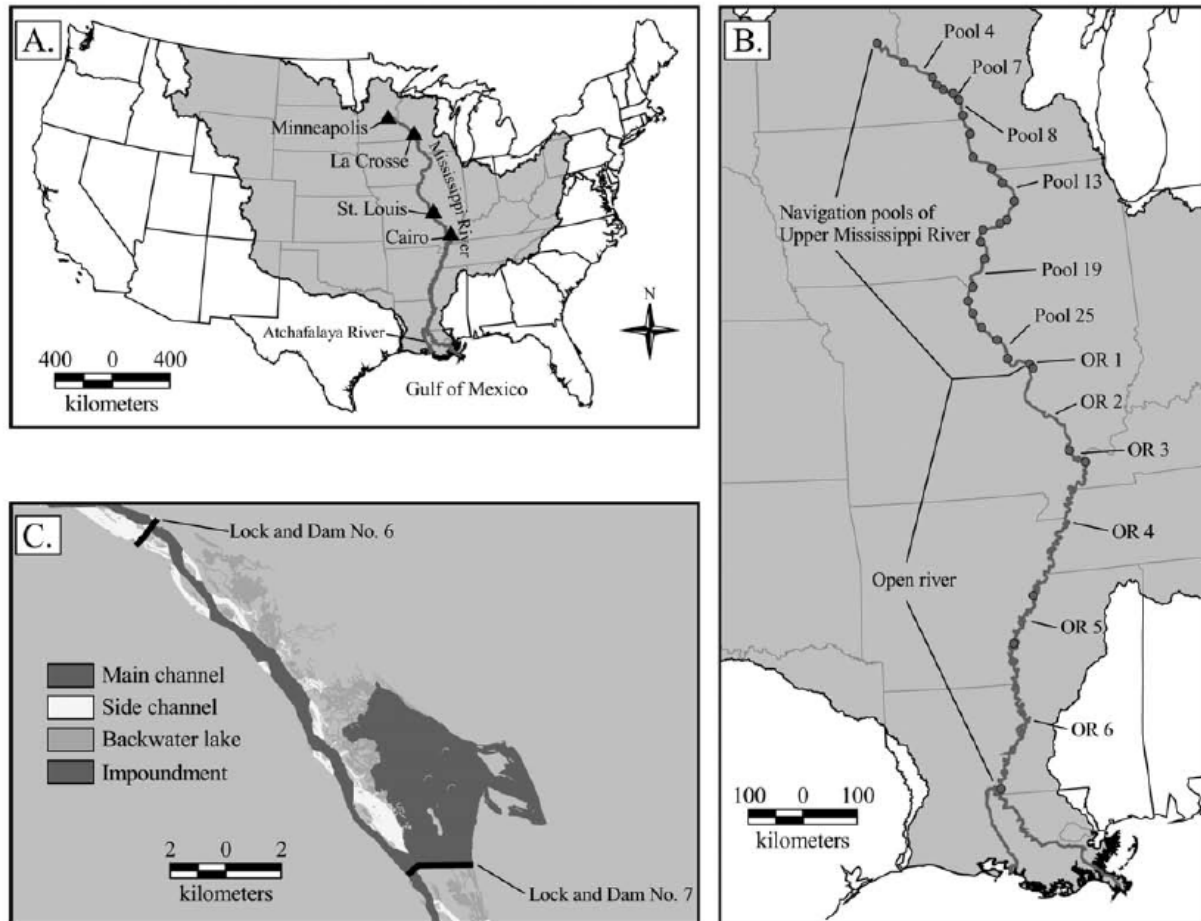 A.
Minneapolis
La Crosse
Mississippi River
St. Louis
Cairo
Atchafalaya River
Gulf of Mexico
N
400 0 400
kilometers
B.
Pool 4
Pool 7
Pool 8
Pool 13
Navigation pools of
Upper Mississippi River
Pool 19
Pool 25
OR 1
OR 2
OR 3
OR 4
Open river
OR 5
OR 6
100 0 100
kilometers
C.
Lock and Dam No. 6
Main channel
Side channel
Backwater lake
Impoundment
2 0 2
kilometers
Lock and Dam No. 7